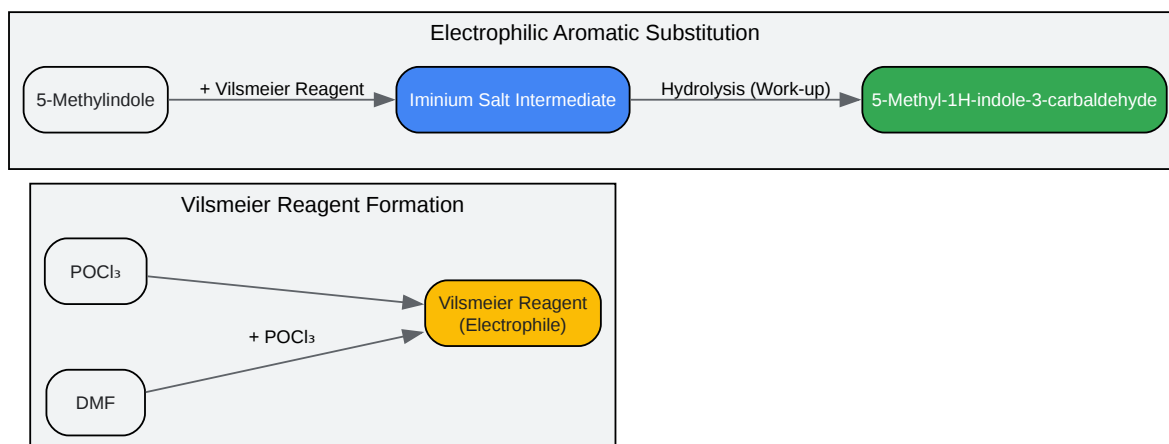 Electrophilic Aromatic Substitution
5-Methylindole
+ Vilsmeier Reagent
Iminium Salt Intermediate
Hydrolysis (Work-up)
5-Methyl-1H-indole-3-carbaldehyde
Vilsmeier Reagent Formation
POCl₃
Vilsmeier Reagent
(Electrophile)
+ POCl₃
DMF